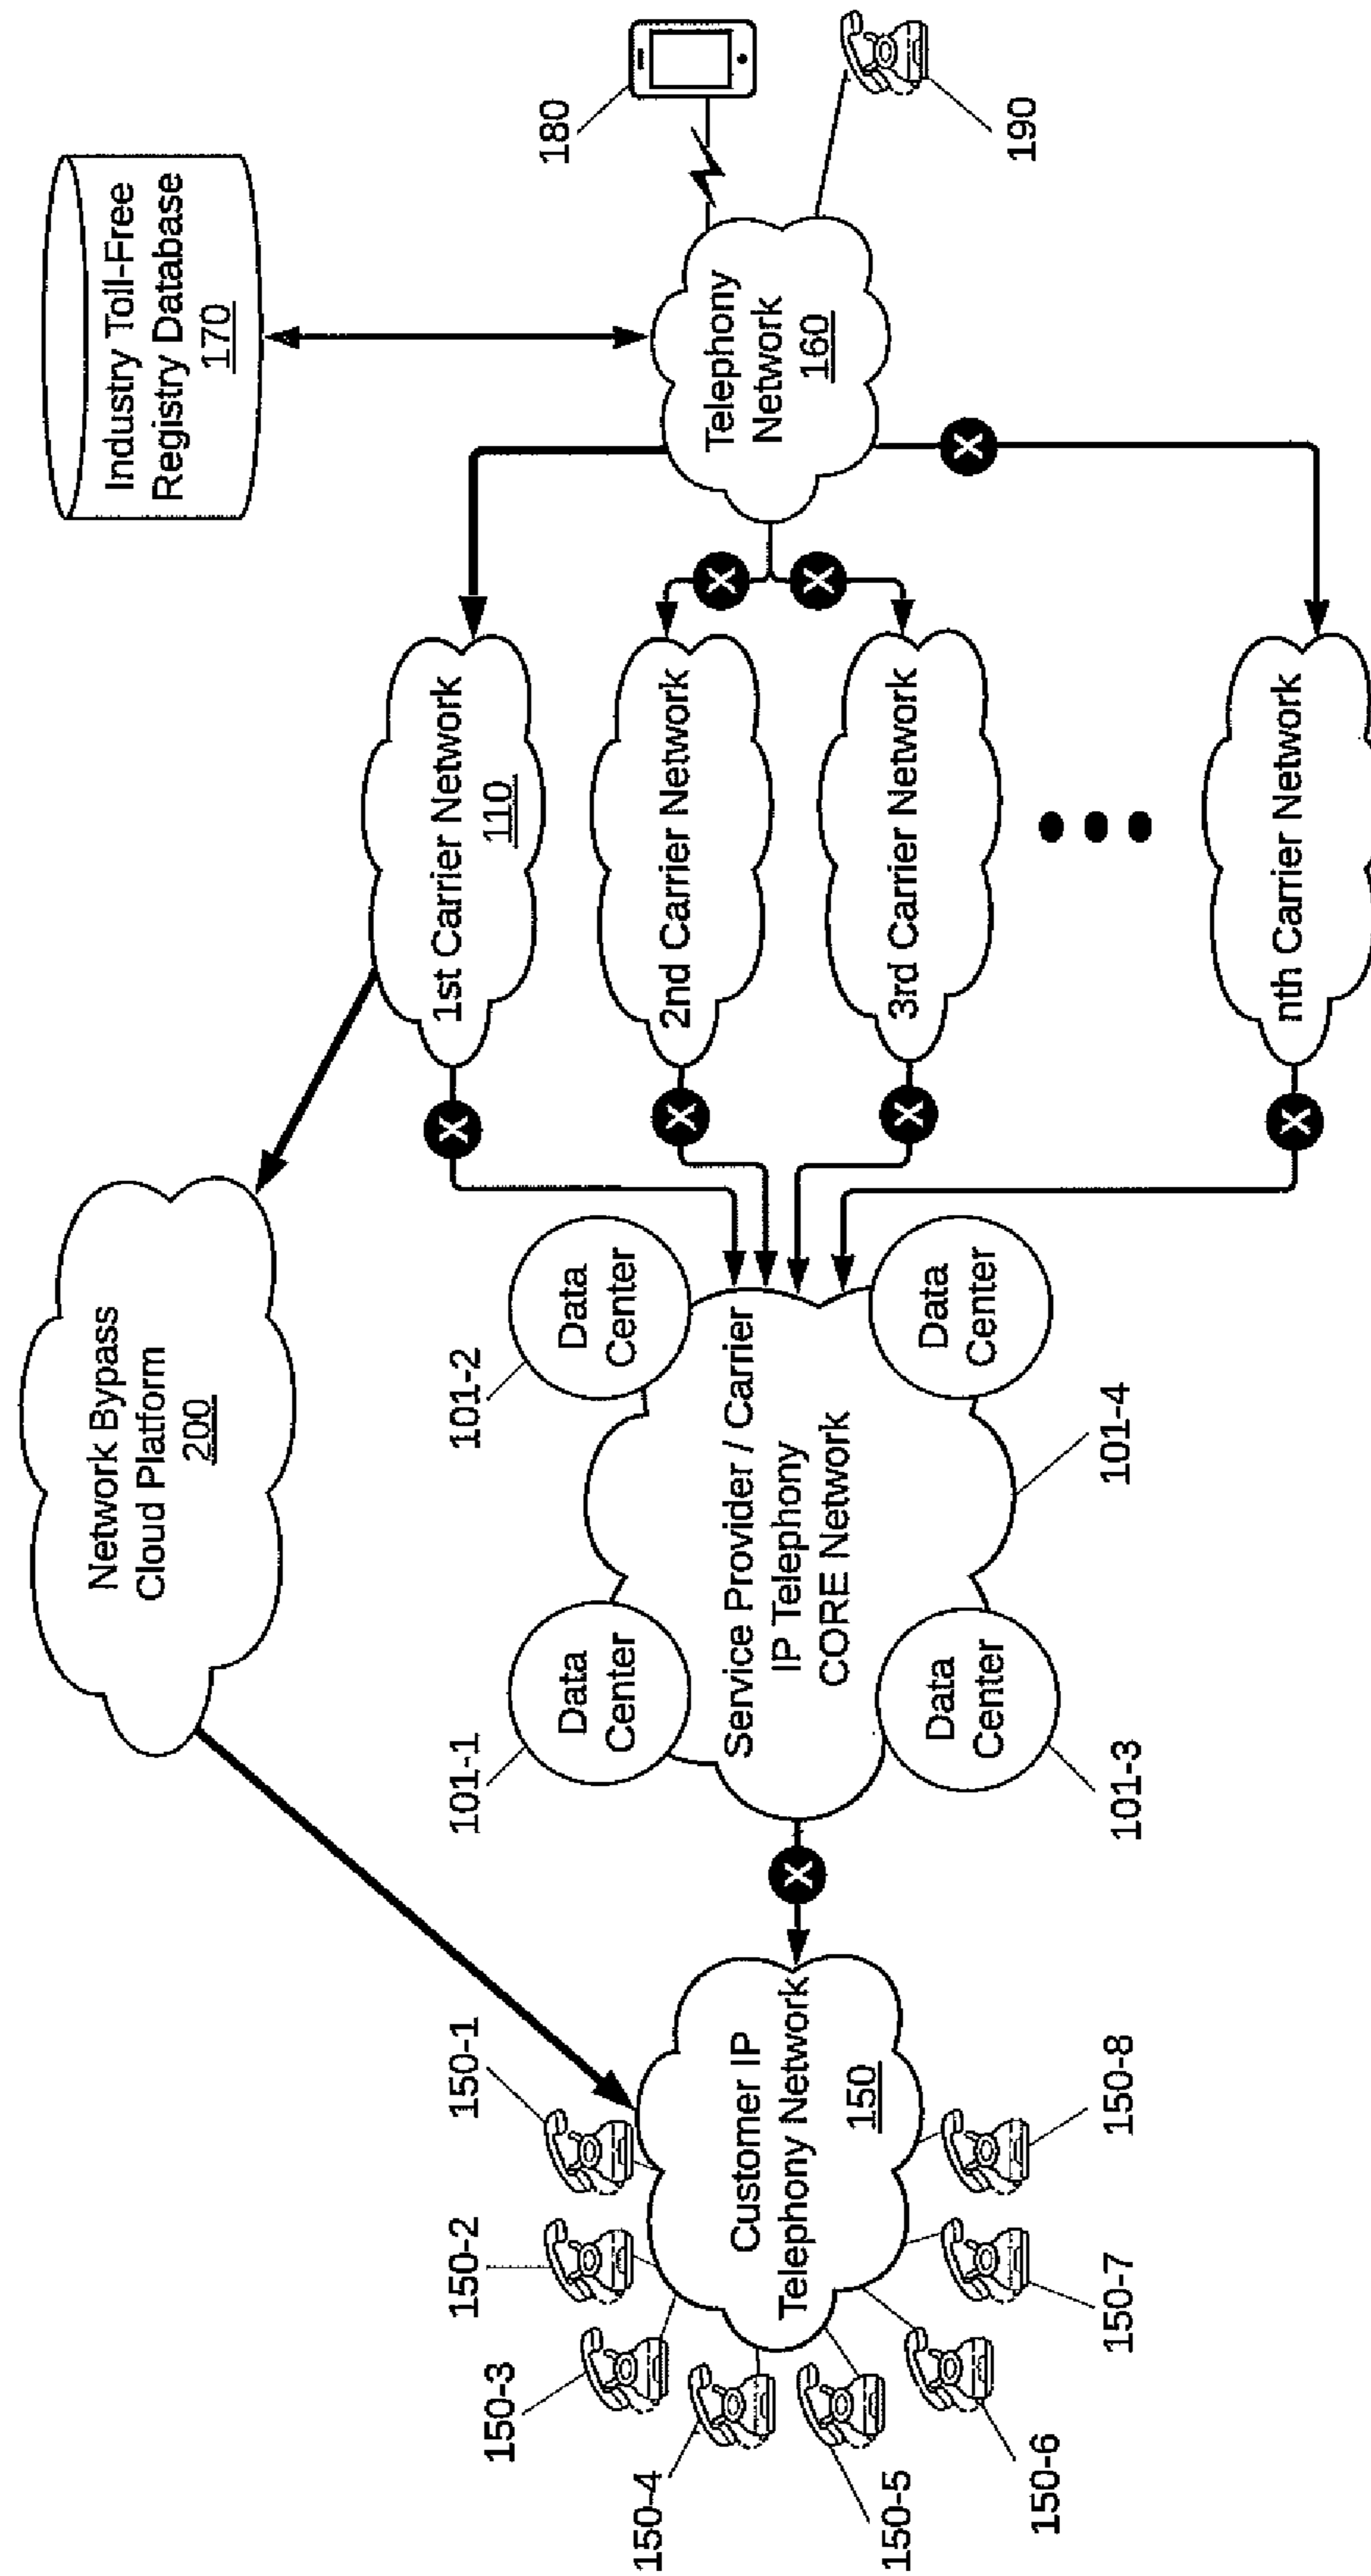 Industry Toll-Free
Registry Database
170
Network Bypass
Cloud Platform
200
180
190
Telephony
Network
160
1st Carrier Network
110
2nd Carrier Network
3rd Carrier Network
nth Carrier Network
X
X
X
X
X
X
X
X
101-1
Data
Center
101-2
Data
Center
Service Provider / Carrier
IP Telephony
CORE Network
Data
Center
101-3
Data
Center
101-4
Customer IP
Telephony Network
150
150-1
150-2
150-3
150-4
150-5
150-6
150-7
150-8